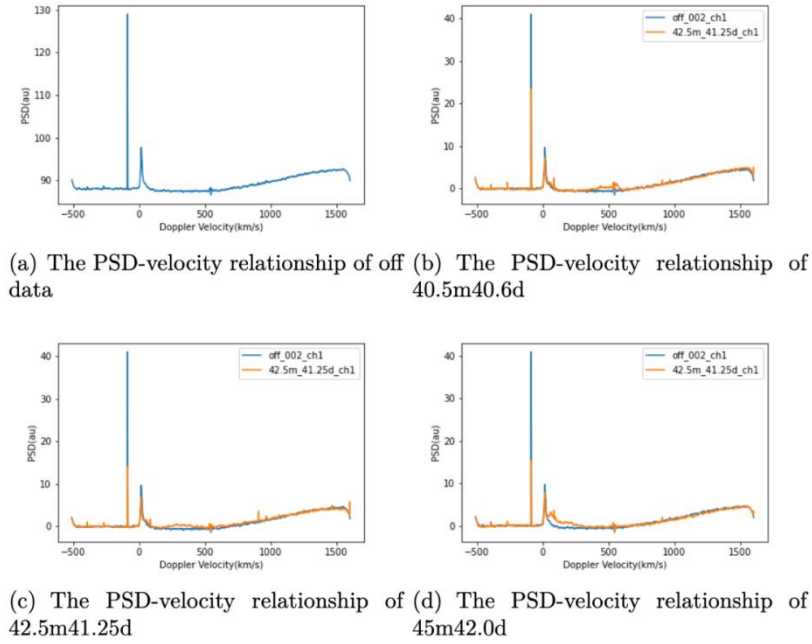 130
120
110
100
90
PSD(au)
−500 0 500 1000 1500
Doppler Velocity(km/s)
(a) The PSD-velocity relationship of off
data
off_002_ch1
42.5m_41.25d_ch1
40
30
20
10
0
PSD(au)
−500 0 500 1000 1500
Doppler Velocity(km/s)
(b) The PSD-velocity relationship of
40.5m40.6d
off_002_ch1
42.5m_41.25d_ch1
40
30
20
10
0
PSD(au)
−500 0 500 1000 1500
Doppler Velocity(km/s)
(c) The PSD-velocity relationship of
42.5m41.25d
off_002_ch1
42.5m_41.25d_ch1
40
30
20
10
0
PSD(au)
−500 0 500 1000 1500
Doppler Velocity(km/s)
(d) The PSD-velocity relationship of
45m42.0d